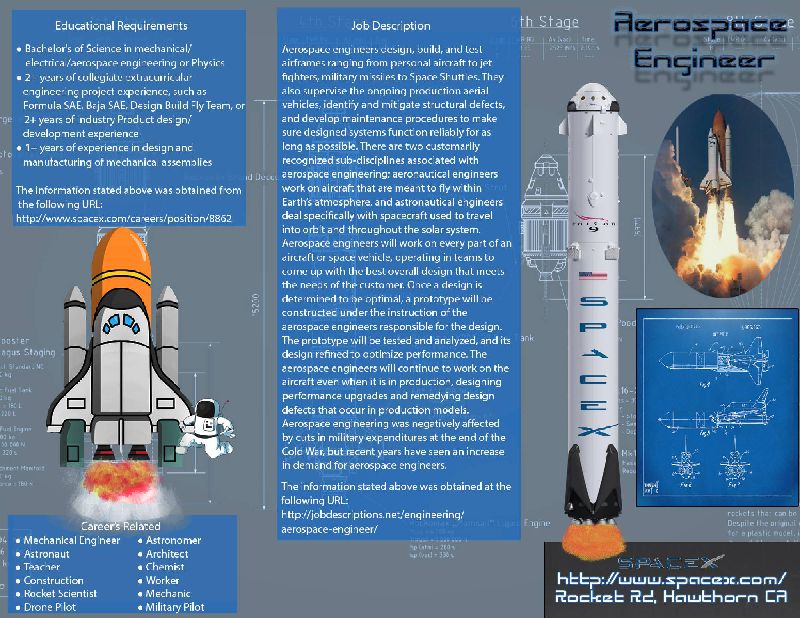 Educational Requirements
• Bachelor's of Science in mechanical/
electrical/aerospace engineering or Physics
• 2+ years of collegiate extracurricular
engineering project experience, such as
Formula SAE, Baja SAE, Design Build Fly Team, or
2+ years of industry Product design/
development experience
• 1+ years of experience in design and
manufacturing of mechanical assemblies
The information stated above was obtained from
the following URL:
http://www.spacex.com/careers/position/8862
Career's Related
• Mechanical Engineer
• Astronaut
• Teacher
• Construction
• Rocket Scientist
• Drone Pilot
• Astronomer
• Architect
• Chemist
• Worker
• Mechanic
• Military Pilot
Job Description
Aerospace engineers design, build, and test
airframes ranging from personal aircraft to jet
fighters, military missiles to Space Shuttles. They
also supervise the ongoing production aerial
vehicles, identify and mitigate structural defects,
and develop maintenance procedures to make
sure designed systems function reliably for as
long as possible. There are two customarily
recognized sub-disciplines associated with
aerospace engineering; aeronautical engineers
work on aircraft that are meant to fly within
Earth's atmosphere, and astronautical engineers
deal specifically with spacecraft used to travel
into orbit and throughout the solar system.
Aerospace engineers will work on every part of an
aircraft or space vehicle, operating in teams to
come up with the best overall design that meets
the needs of the customer. Once a design is
determined to be optimal, a prototype will be
constructed under the instruction of the
aerospace engineers responsible for the design.
The prototype will be tested and analyzed, and its
design refined to optimize performance. The
aerospace engineers will continue to work on the
aircraft even when it is in production, designing
performance upgrades and remedying design
defects that occur in production models.
Aerospace engineering was negatively affected
by cuts in military expenditures at the end of the
Cold War, but recent years have seen an increase
in demand for aerospace engineers.
The information stated above was obtained at the
following URL:
http://jobdescriptions.net/engineering/
aerospace-engineer/
4th Stage
5th Stage
Aerospace
Engineer
FALCON
9
SPACEX
5200
SPACEX
http://www.spacex.com/
Rocket Rd, Hawthorn CA